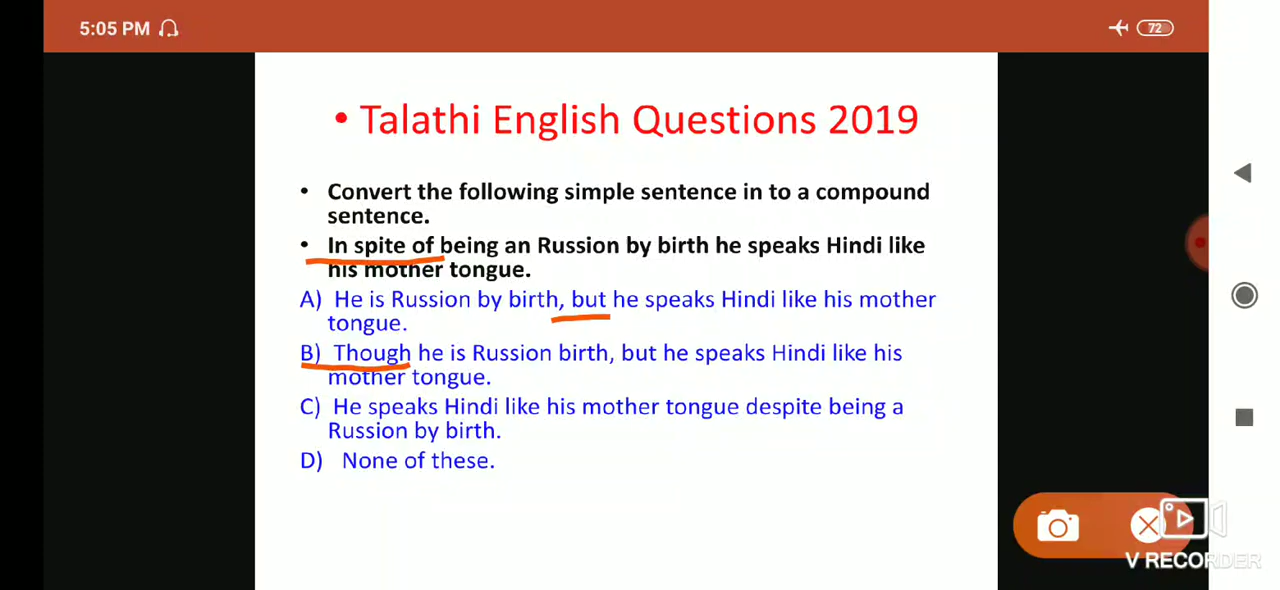 5:05 PM
72
• Talathi English Questions 2019
• Convert the following simple sentence in to a compound
sentence.
• In spite of being an Russion by birth he speaks Hindi like
his mother tongue.
A) He is Russion by birth, but he speaks Hindi like his mother
tongue.
B) Though he is Russion birth, but he speaks Hindi like his
mother tongue.
C) He speaks Hindi like his mother tongue despite being a
Russion by birth.
D) None of these.
V RECORDER